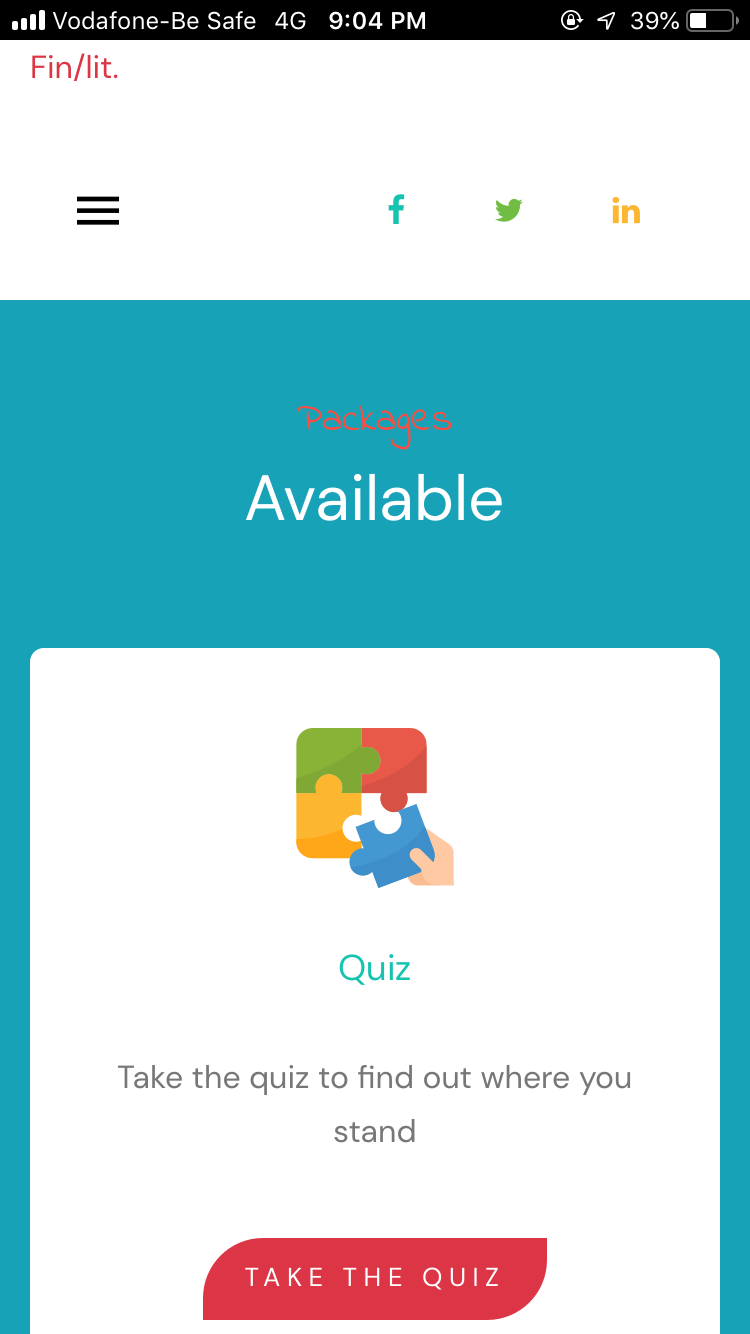 Vodafone-Be Safe 4G 9:04 PM 39%
Fin/lit.
Packages
Available
Quiz
Take the quiz to find out where you
stand
TAKE THE QUIZ